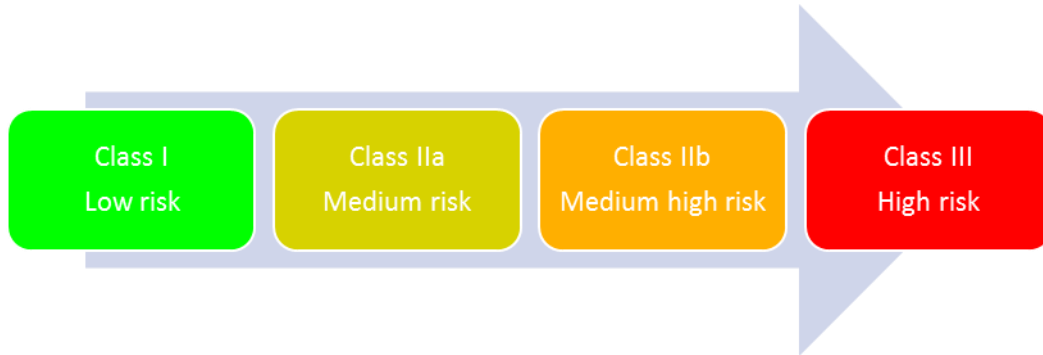 Class I
Low risk
Class IIa
Medium risk
Class IIb
Medium high risk
Class III
High risk